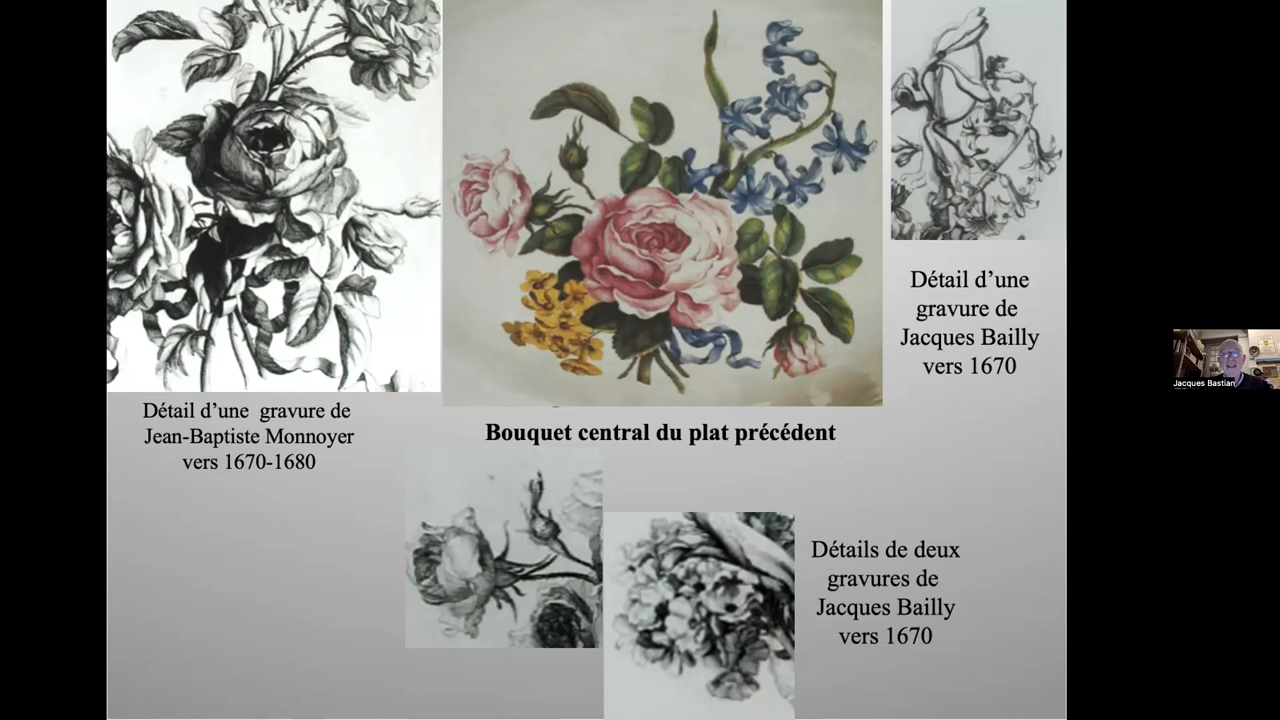 Détail d’une gravure de
Jean-Baptiste Monnoyer
vers 1670-1680
Bouquet central du plat précédent
Détail d’une
gravure de
Jacques Bailly
vers 1670
Détails de deux
gravures de
Jacques Bailly
vers 1670
Jacques Bastian